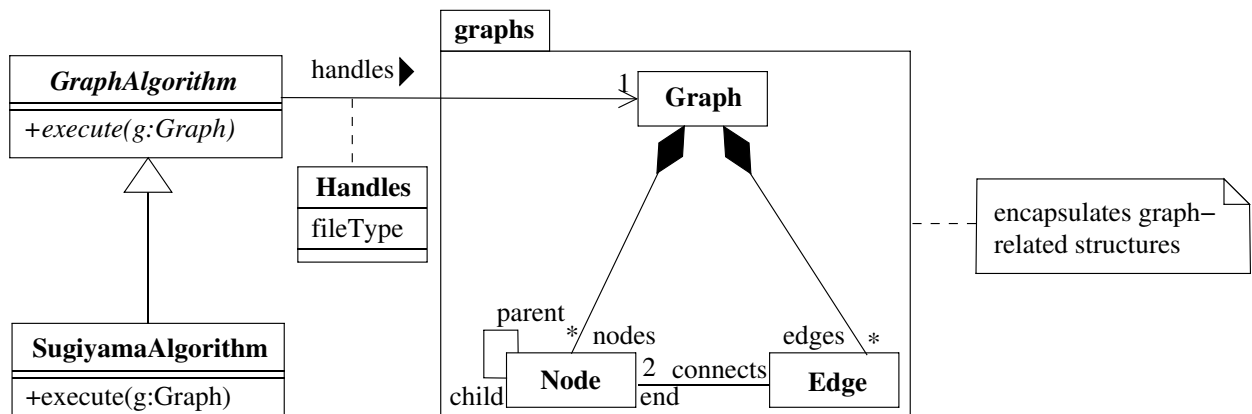 graphs
GraphAlgorithm
+execute(g:Graph)
handles
1
Graph
Handles
fileType
encapsulates graph–
related structures
parent
*
nodes
edges
*
SugiyamaAlgorithm
+execute(g:Graph)
child
Node
2
connects
end
Edge